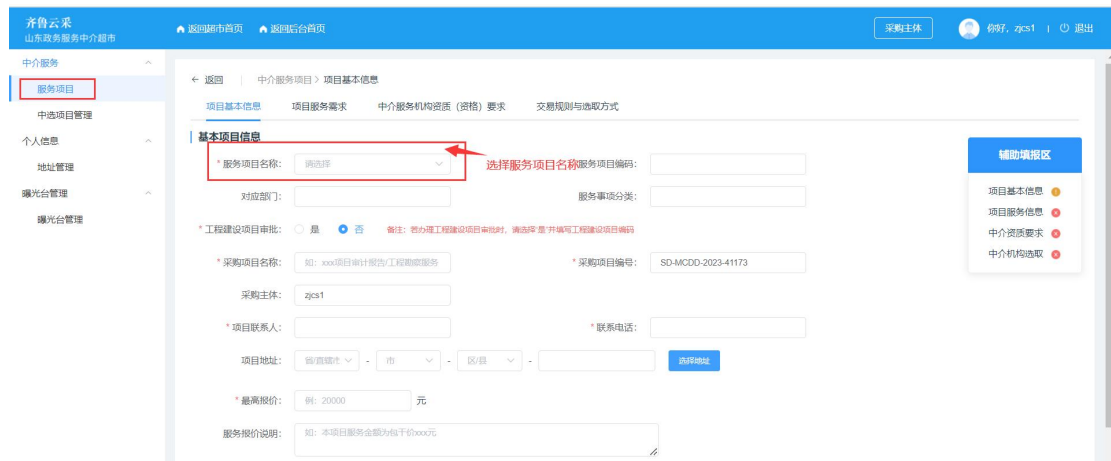 齐鲁云采
山东政务服务中介超市
返回超市首页 返回后台首页
采购主体 你好, zjcs1 | 退出
中介服务
服务项目
中选项目管理
个人信息
地址管理
曝光台管理
曝光台管理
← 返回 | 中介服务项目 > 项目基本信息
项目基本信息 项目服务需求 中介服务机构资质（资格）要求 交易规则与选取方式
基本项目信息
* 服务项目名称: 请选择 选择服务项目名称 服务项目编码:
对应部门: 服务事项分类:
* 工程建设项目审批: 是 否 备注: 若办理工程建设项目审批时, 请选择'是'并填写工程建设项目编码
* 采购项目名称: 如: xxx项目审计报告/工程勘察服务 * 采购项目编号: SD-MCDD-2023-41173
采购主体: zjcs1
* 项目联系人: * 联系电话:
项目地址: 省/直辖市 - 市 - 区/县 - 选择地址
* 最高报价: 例: 20000 元
服务报价说明: 如: 本项目服务金额为包干价xxx元
辅助填报区
项目基本信息
项目服务信息
中介资质要求
中介机构选取